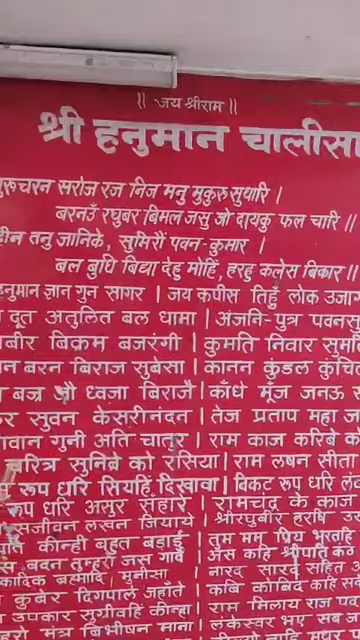 ॥ जय श्रीराम ॥
श्री हनुमान चालीसा
गुरुचरन सरोज रज निज मनु मुकुरु सुधारि ।
बरनउँ रघुबर बिमल जसु जो दायकु फल चारि ॥
हीन तनु जानिके, सुमिरौं पवन-कुमार ।
बल बुधि बिद्या देहु मोहि, हरहु कलेस बिकार ॥
हनुमान ज्ञान गुन सागर । जय कपीस तिहुँ लोक उजा
दूत अतुलित बल धामा । अंजनि-पुत्र पवनसु
बीर बिक्रम बजरंगी । कुमति निवार सुम
बरन बिराज सुबेसा । कानन कुंडल कुंचि
बज्र औ ध्वजा बिराजै । काँधे मूँज जनऊ
सुवन केसरीनंदन । तेज प्रताप महा ज
वान गुनी अति चातुर । राम काज करिबे क
चरित्र सुनिबे को रसिया । राम लषन सीता
रूप धरि सियहिं दिखावा । बिकट रूप धरि लं
रूप धरि असुर सँहारे । रामचंद्र के काज
सजीवन लखन जियाये । श्रीरघुबीर हरषि उ
कीन्ही बहुत बड़ाई । तुम मम प्रिय भरतहि
बदन तुम्हरो जस गावैं । अस कहि श्रीपति कंठ
ब्रह्मादि मुनीसा । नारद सारद सहित अ
कुबेर दिगपाल जहाँते । कबि कोबिद कहि स
उपकार सुग्रीवहिं कीन्हा । राम मिलाय राज पद
मंत्र बिभीषन माना । लंकेस्वर भए सब ज